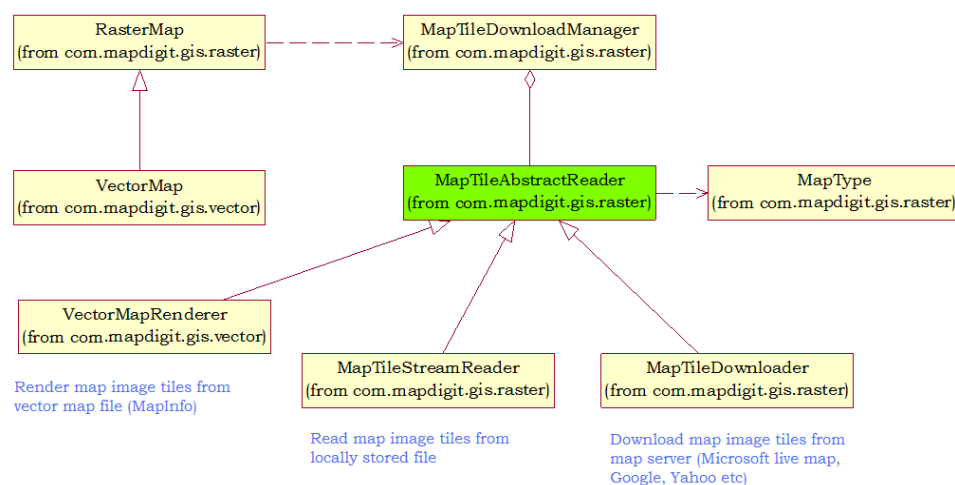 RasterMap
(from com.mapdigit.gis.raster)
MapTileDownloadManager
(from com.mapdigit.gis.raster)
VectorMap
(from com.mapdigit.gis.vector)
MapTileAbstractReader
(from com.mapdigit.gis.raster)
MapType
(from com.mapdigit.gis.raster)
VectorMapRenderer
(from com.mapdigit.gis.vector)
Render map image tiles from
vector map file (MapInfo)
MapTileStreamReader
(from com.mapdigit.gis.raster)
Read map image tiles from
locally stored file
MapTileDownloader
(from com.mapdigit.gis.raster)
Download map image tiles from
map server (Microsoft live map,
Google, Yahoo etc)